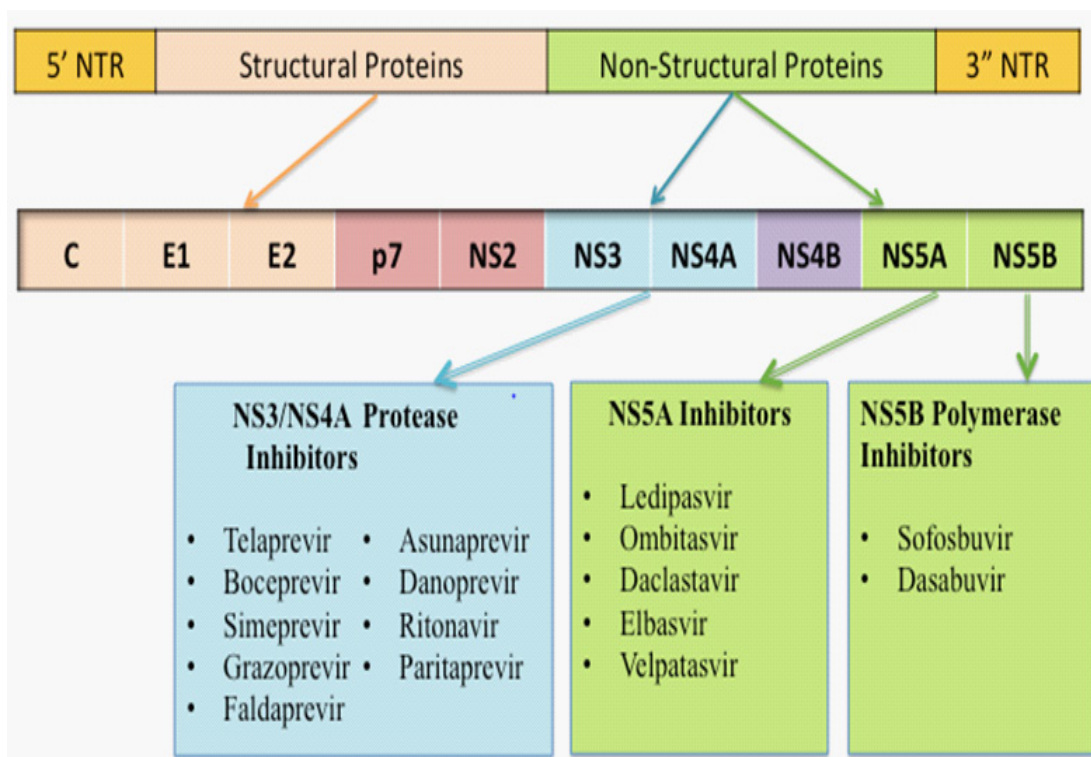 5’ NTR Structural Proteins Non-Structural Proteins 3” NTR
C E1 E2 p7 NS2 NS3 NS4A NS4B NS5A NS5B
NS3/NS4A Protease
Inhibitors
• Telaprevir
• Boceprevir
• Simeprevir
• Grazoprevir
• Faldaprevir
• Asunaprevir
• Danoprevir
• Ritonavir
• Paritaprevir
NS5A Inhibitors
• Ledipasvir
• Ombitasvir
• Daclastavir
• Elbasvir
• Velpatasvir
NS5B Polymerase
Inhibitors
• Sofosbuvir
• Dasabuvir